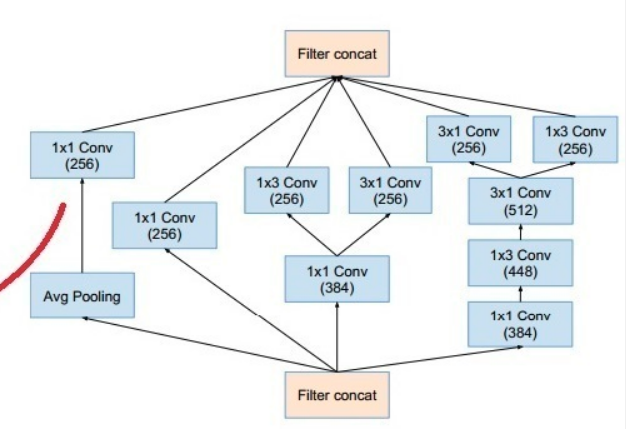 Filter concat
3x1 Conv
(256)
1x3 Conv
(256)
1x1 Conv
(256)
1x3 Conv
(256)
3x1 Conv
(256)
3x1 Conv
(512)
1x1 Conv
(256)
1x3 Conv
(448)
1x1 Conv
(384)
Avg Pooling
1x1 Conv
(384)
Filter concat